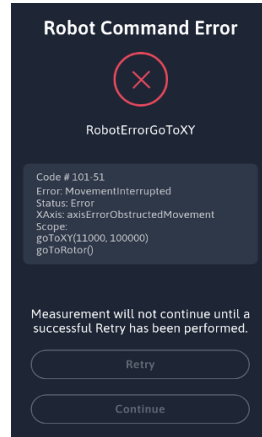 Robot Command Error
RobotErrorGoToXY
Code # 101-51
Error: MovementInterrupted
Status: Error
XAxis: axisErrorObstructedMovement
Scope:
goToXY(11000, 100000)
goToRotor()
Measurement will not continue until a
successful Retry has been performed.
Retry
Continue